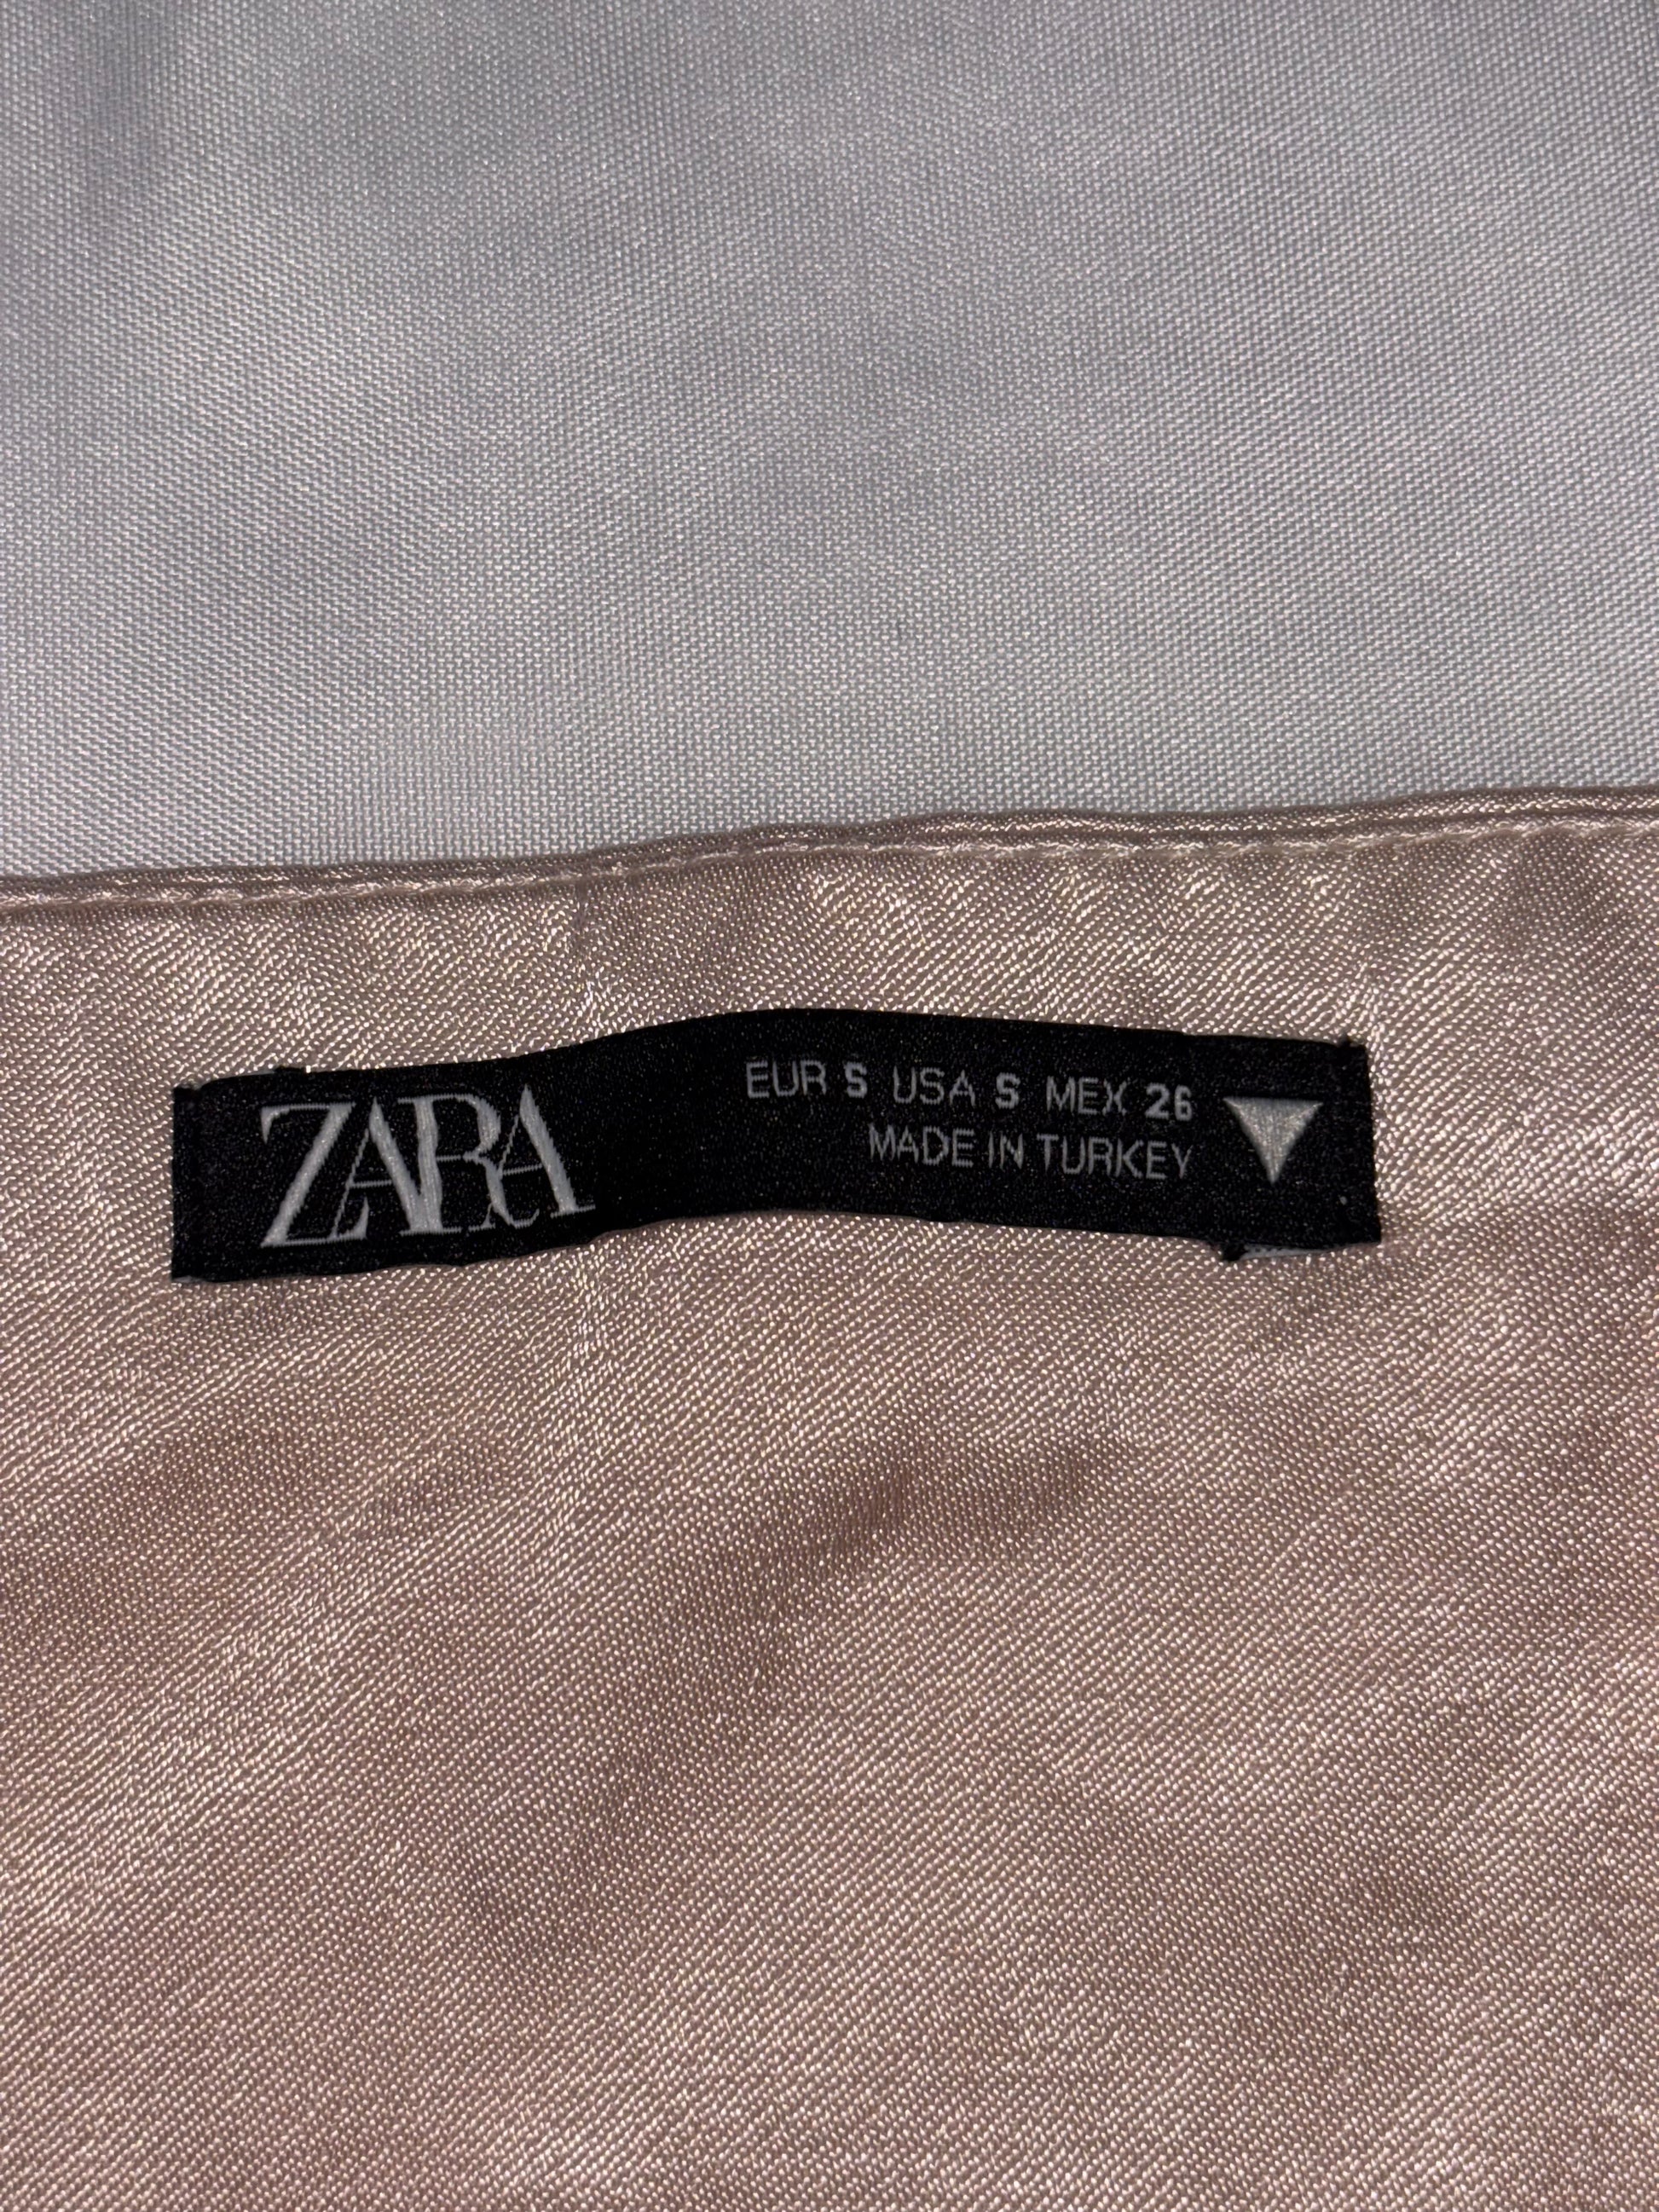 ZARA
EUR S USA S MEX 26
MADE IN TURKEY